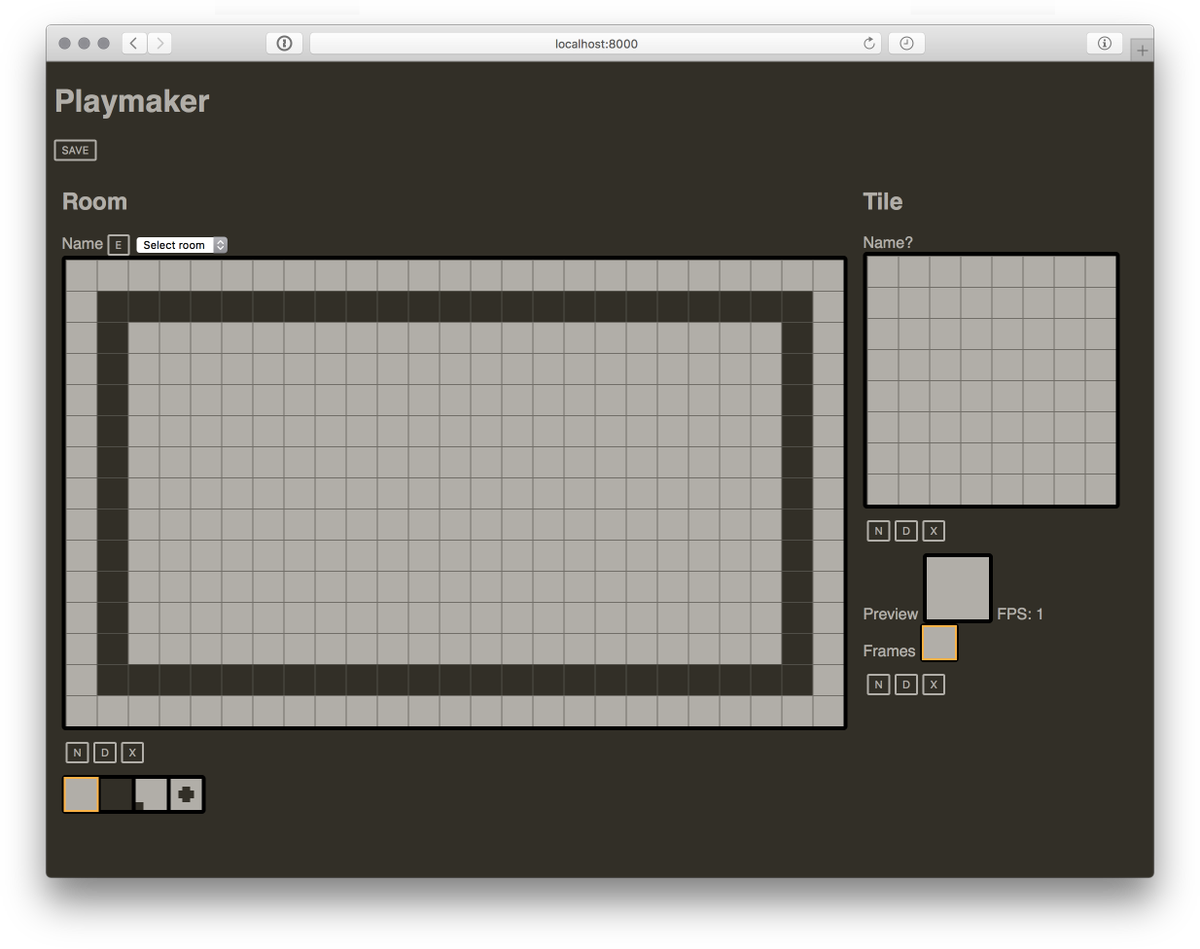 localhost:8000
Playmaker
SAVE
Room
Name E Select room
N D X
Tile
Name?
N D X
Preview FPS: 1
Frames
N D X